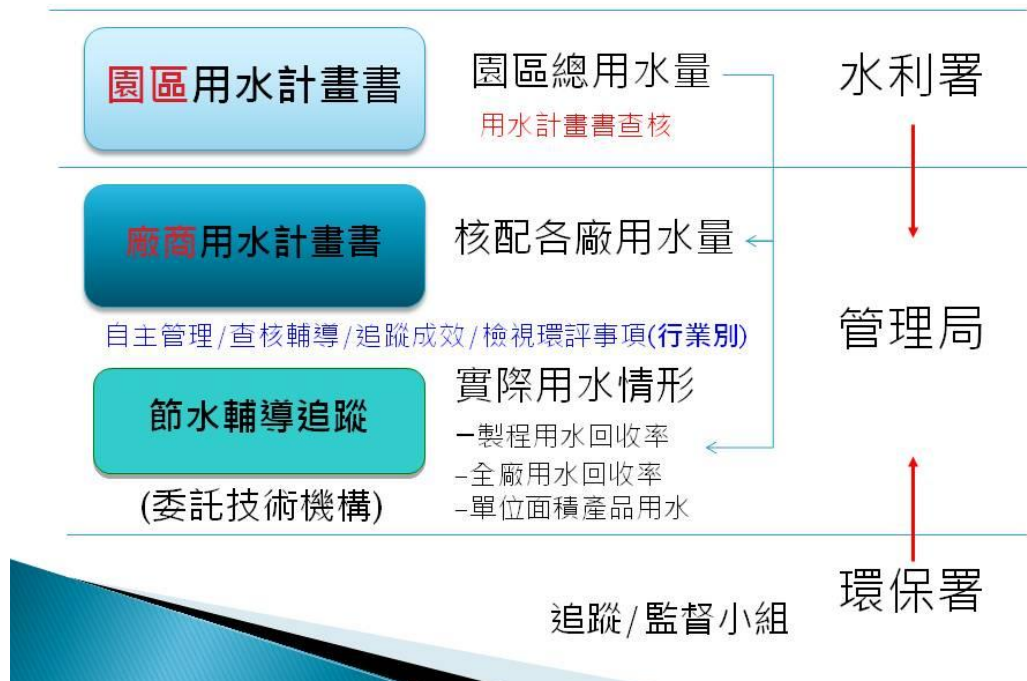 園區用水計畫書
園區總用水量
水利署
用水計畫書查核
廠商用水計畫書
核配各廠用水量
管理局
自主管理/查核輔導/追蹤成效/檢視環評事項(行業別)
節水輔導追蹤
(委託技術機構)
實際用水情形
–製程用水回收率
–全廠用水回收率
–單位面積產品用水
環保署
追蹤/監督小組